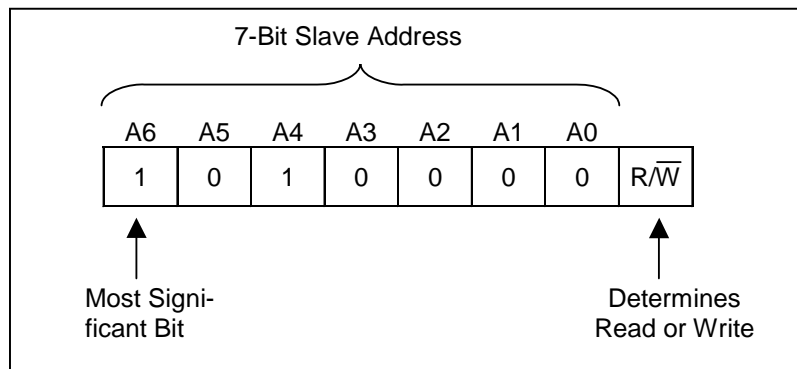 7-Bit Slave Address
A6 A5 A4 A3 A2 A1 A0
1 0 1 0 0 0 0 R/W̅
Most Signi-
ficant Bit
Determines
Read or Write